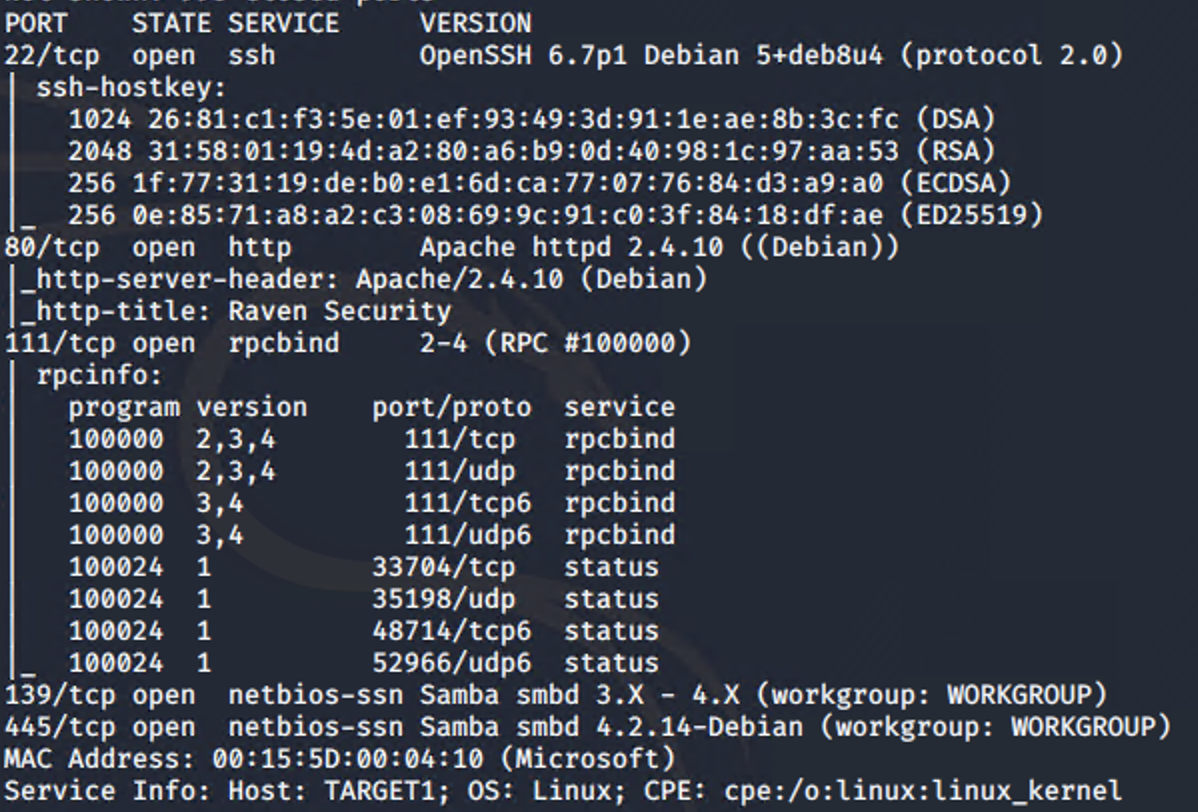 PORT    STATE SERVICE     VERSION
22/tcp  open  ssh         OpenSSH 6.7p1 Debian 5+deb8u4 (protocol 2.0)
| ssh-hostkey:
|   1024 26:81:c1:f3:5e:01:ef:93:49:3d:91:1e:ae:8b:3c:fc (DSA)
|   2048 31:58:01:19:4d:a2:80:a6:b9:0d:40:98:1c:97:aa:53 (RSA)
|   256 1f:77:31:19:de:b0:e1:6d:ca:77:07:76:84:d3:a9:a0 (ECDSA)
|_  256 0e:85:71:a8:a2:c3:08:69:9c:91:c0:3f:84:18:df:ae (ED25519)
80/tcp  open  http        Apache httpd 2.4.10 ((Debian))
|_http-server-header: Apache/2.4.10 (Debian)
|_http-title: Raven Security
111/tcp open  rpcbind     2-4 (RPC #100000)
| rpcinfo:
|   program version    port/proto  service
|   100000  2,3,4        111/tcp   rpcbind
|   100000  2,3,4        111/udp   rpcbind
|   100000  3,4          111/tcp6  rpcbind
|   100000  3,4          111/udp6  rpcbind
|   100024  1          33704/tcp   status
|   100024  1          35198/udp   status
|   100024  1          48714/tcp6  status
|_  100024  1          52966/udp6  status
139/tcp open  netbios-ssn Samba smbd 3.X - 4.X (workgroup: WORKGROUP)
445/tcp open  netbios-ssn Samba smbd 4.2.14-Debian (workgroup: WORKGROUP)
MAC Address: 00:15:5D:00:04:10 (Microsoft)
Service Info: Host: TARGET1; OS: Linux; CPE: cpe:/o:linux:linux_kernel